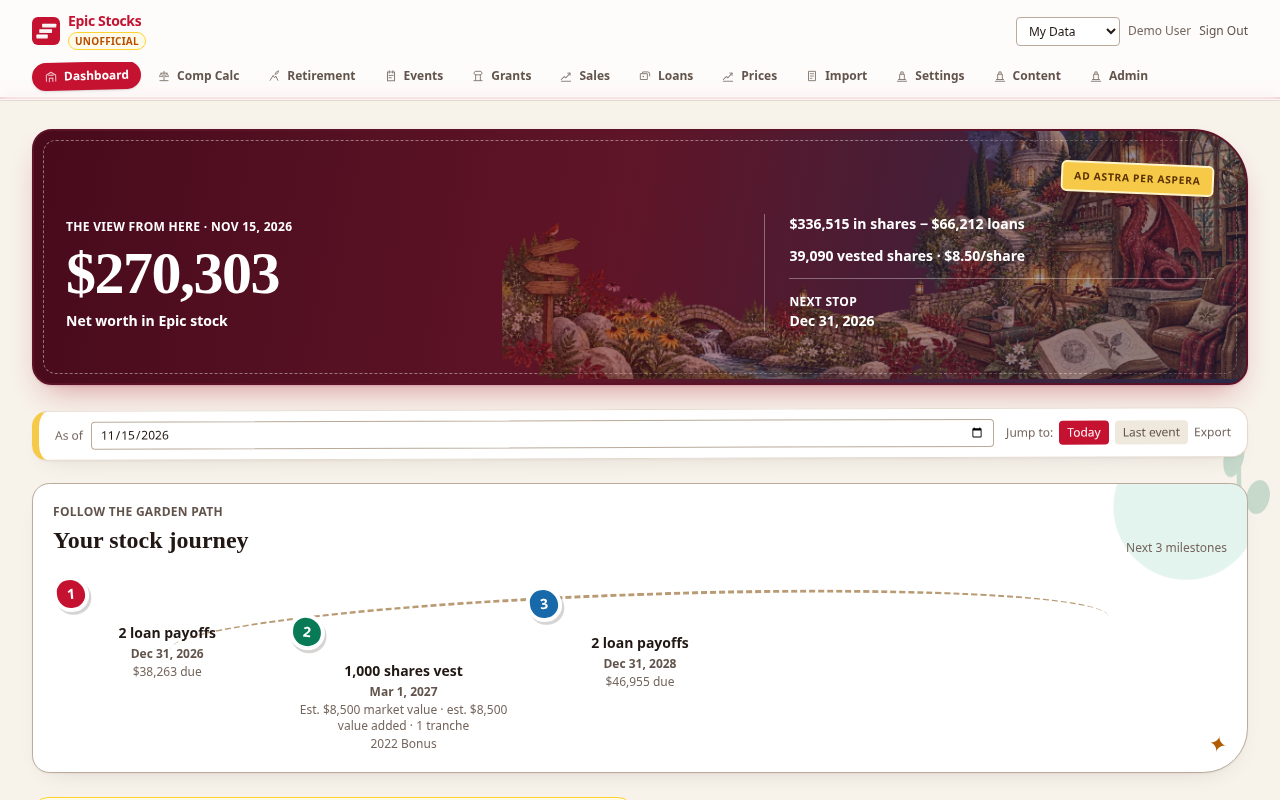 Epic Stocks
UNOFFICIAL
My Data
Demo User
Sign Out
Dashboard
Comp Calc
Retirement
Events
Grants
Sales
Loans
Prices
Import
Settings
Content
Admin
AD ASTRA PER ASPERA
THE VIEW FROM HERE · NOV 15, 2026
$270,303
Net worth in Epic stock
$336,515 in shares − $66,212 loans
39,090 vested shares · $8.50/share
NEXT STOP
Dec 31, 2026
As of
11/15/2026
Jump to:
Today
Last event
Export
FOLLOW THE GARDEN PATH
Your stock journey
Next 3 milestones
1
2 loan payoffs
Dec 31, 2026
$38,263 due
2
1,000 shares vest
Mar 1, 2027
Est. $8,500 market value · est. $8,500
value added · 1 tranche
2022 Bonus
3
2 loan payoffs
Dec 31, 2028
$46,955 due